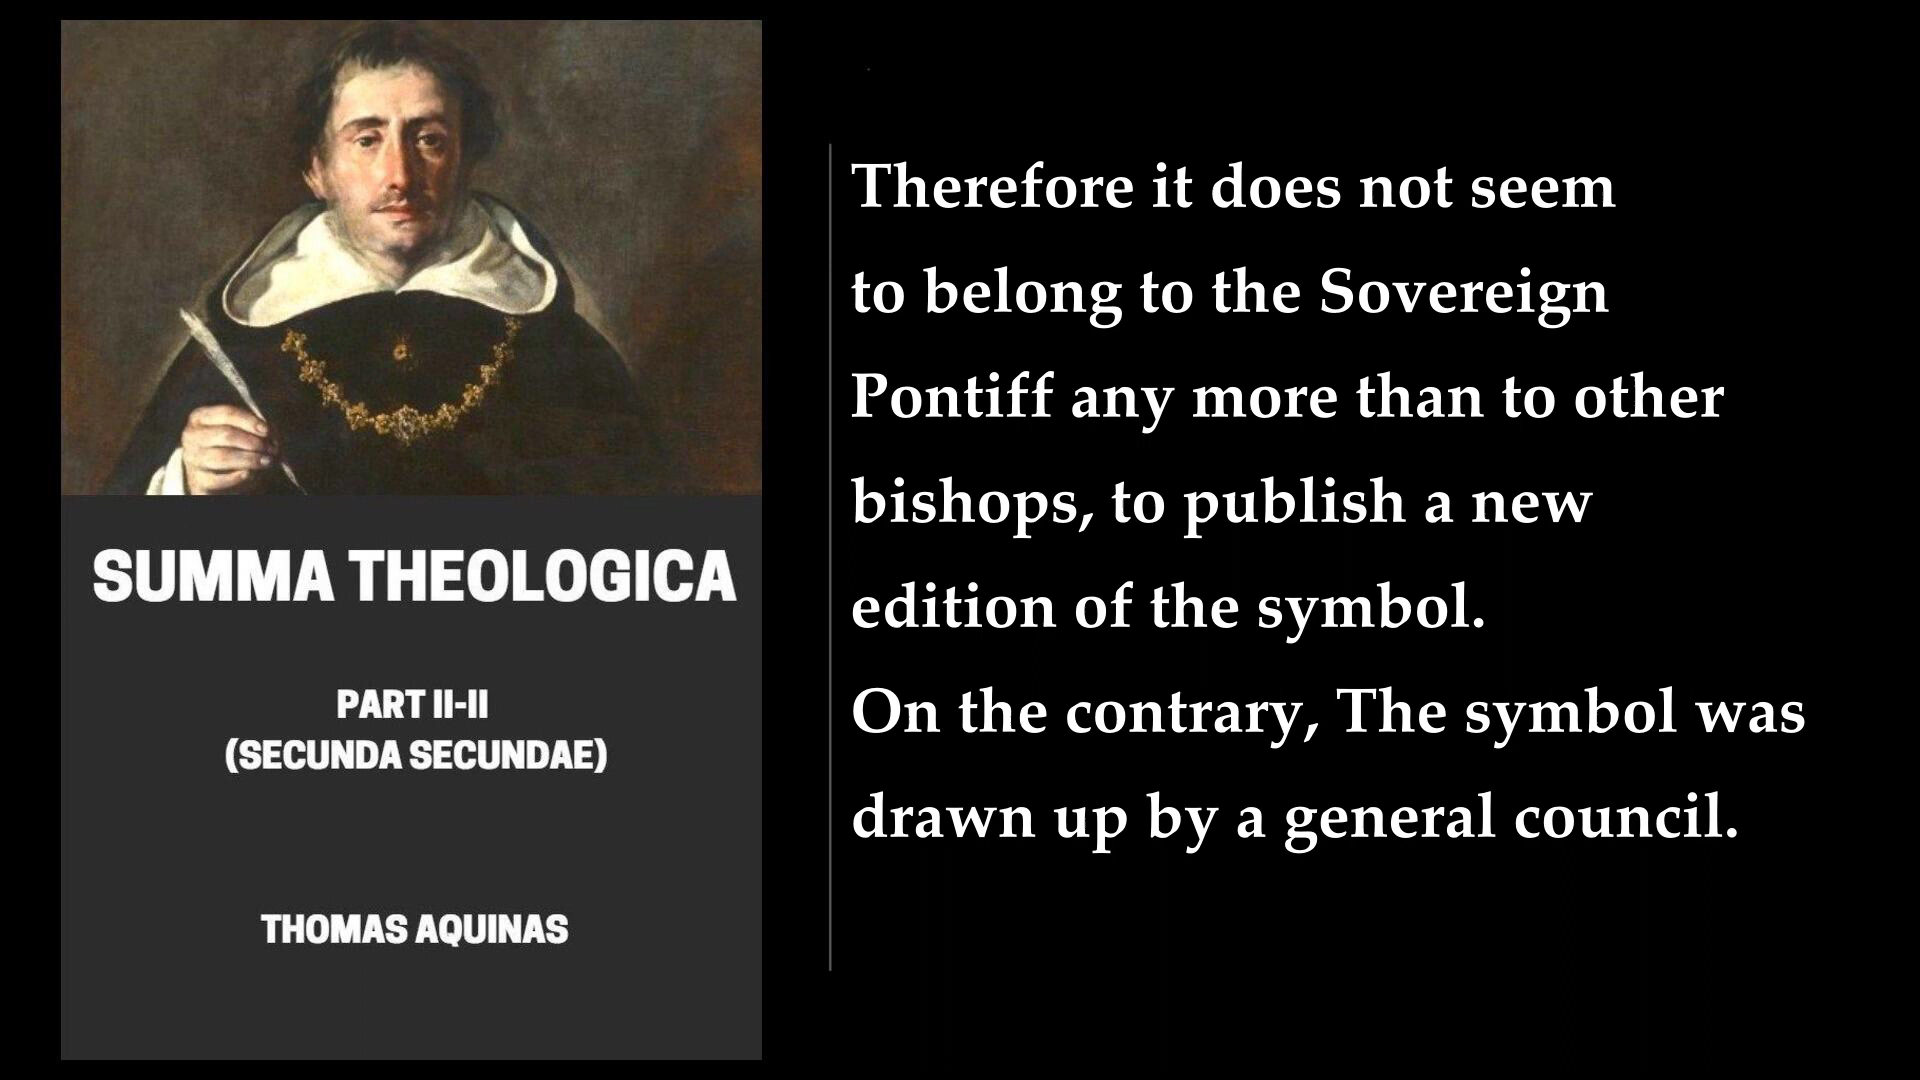 SUMMA THEOLOGICA
PART II-II
(SECUNDA SECUNDAE)
THOMAS AQUINAS
Therefore it does not seem
to belong to the Sovereign
Pontiff any more than to other
bishops, to publish a new
edition of the symbol.
On the contrary, The symbol was
drawn up by a general council.